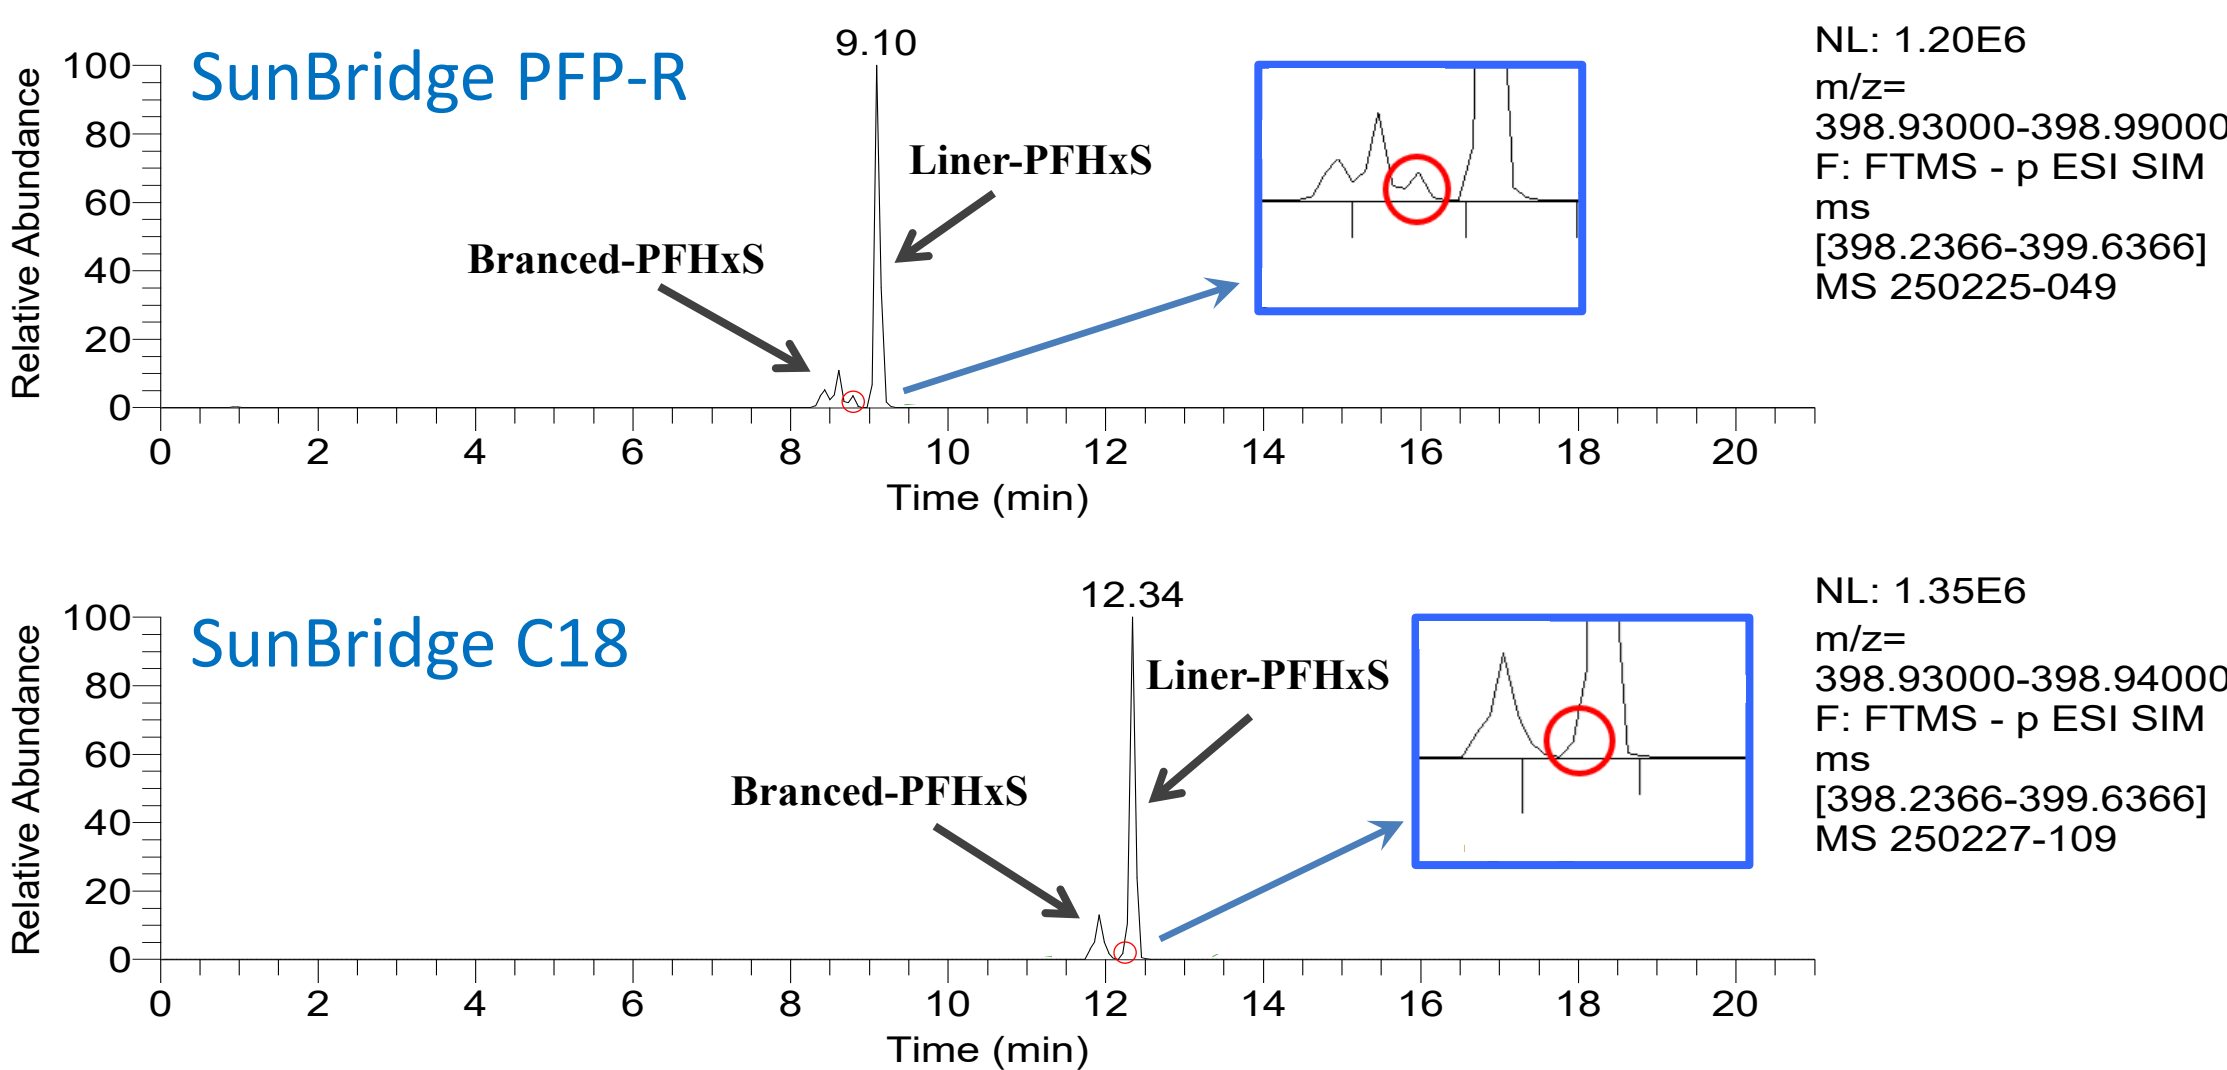 SunBridge PFP-R
9.10
Liner-PFHxS
Branced-PFHxS
Relative Abundance
100
80
60
40
20
0
0 2 4 6 8 10 12 14 16 18 20
Time (min)
NL: 1.20E6
m/z=
398.93000-398.99000
F: FTMS - p ESI SIM
ms
[398.2366-399.6366]
MS 250225-049
SunBridge C18
12.34
Liner-PFHxS
Branced-PFHxS
Relative Abundance
100
80
60
40
20
0
0 2 4 6 8 10 12 14 16 18 20
Time (min)
NL: 1.35E6
m/z=
398.93000-398.94000
F: FTMS - p ESI SIM
ms
[398.2366-399.6366]
MS 250227-109